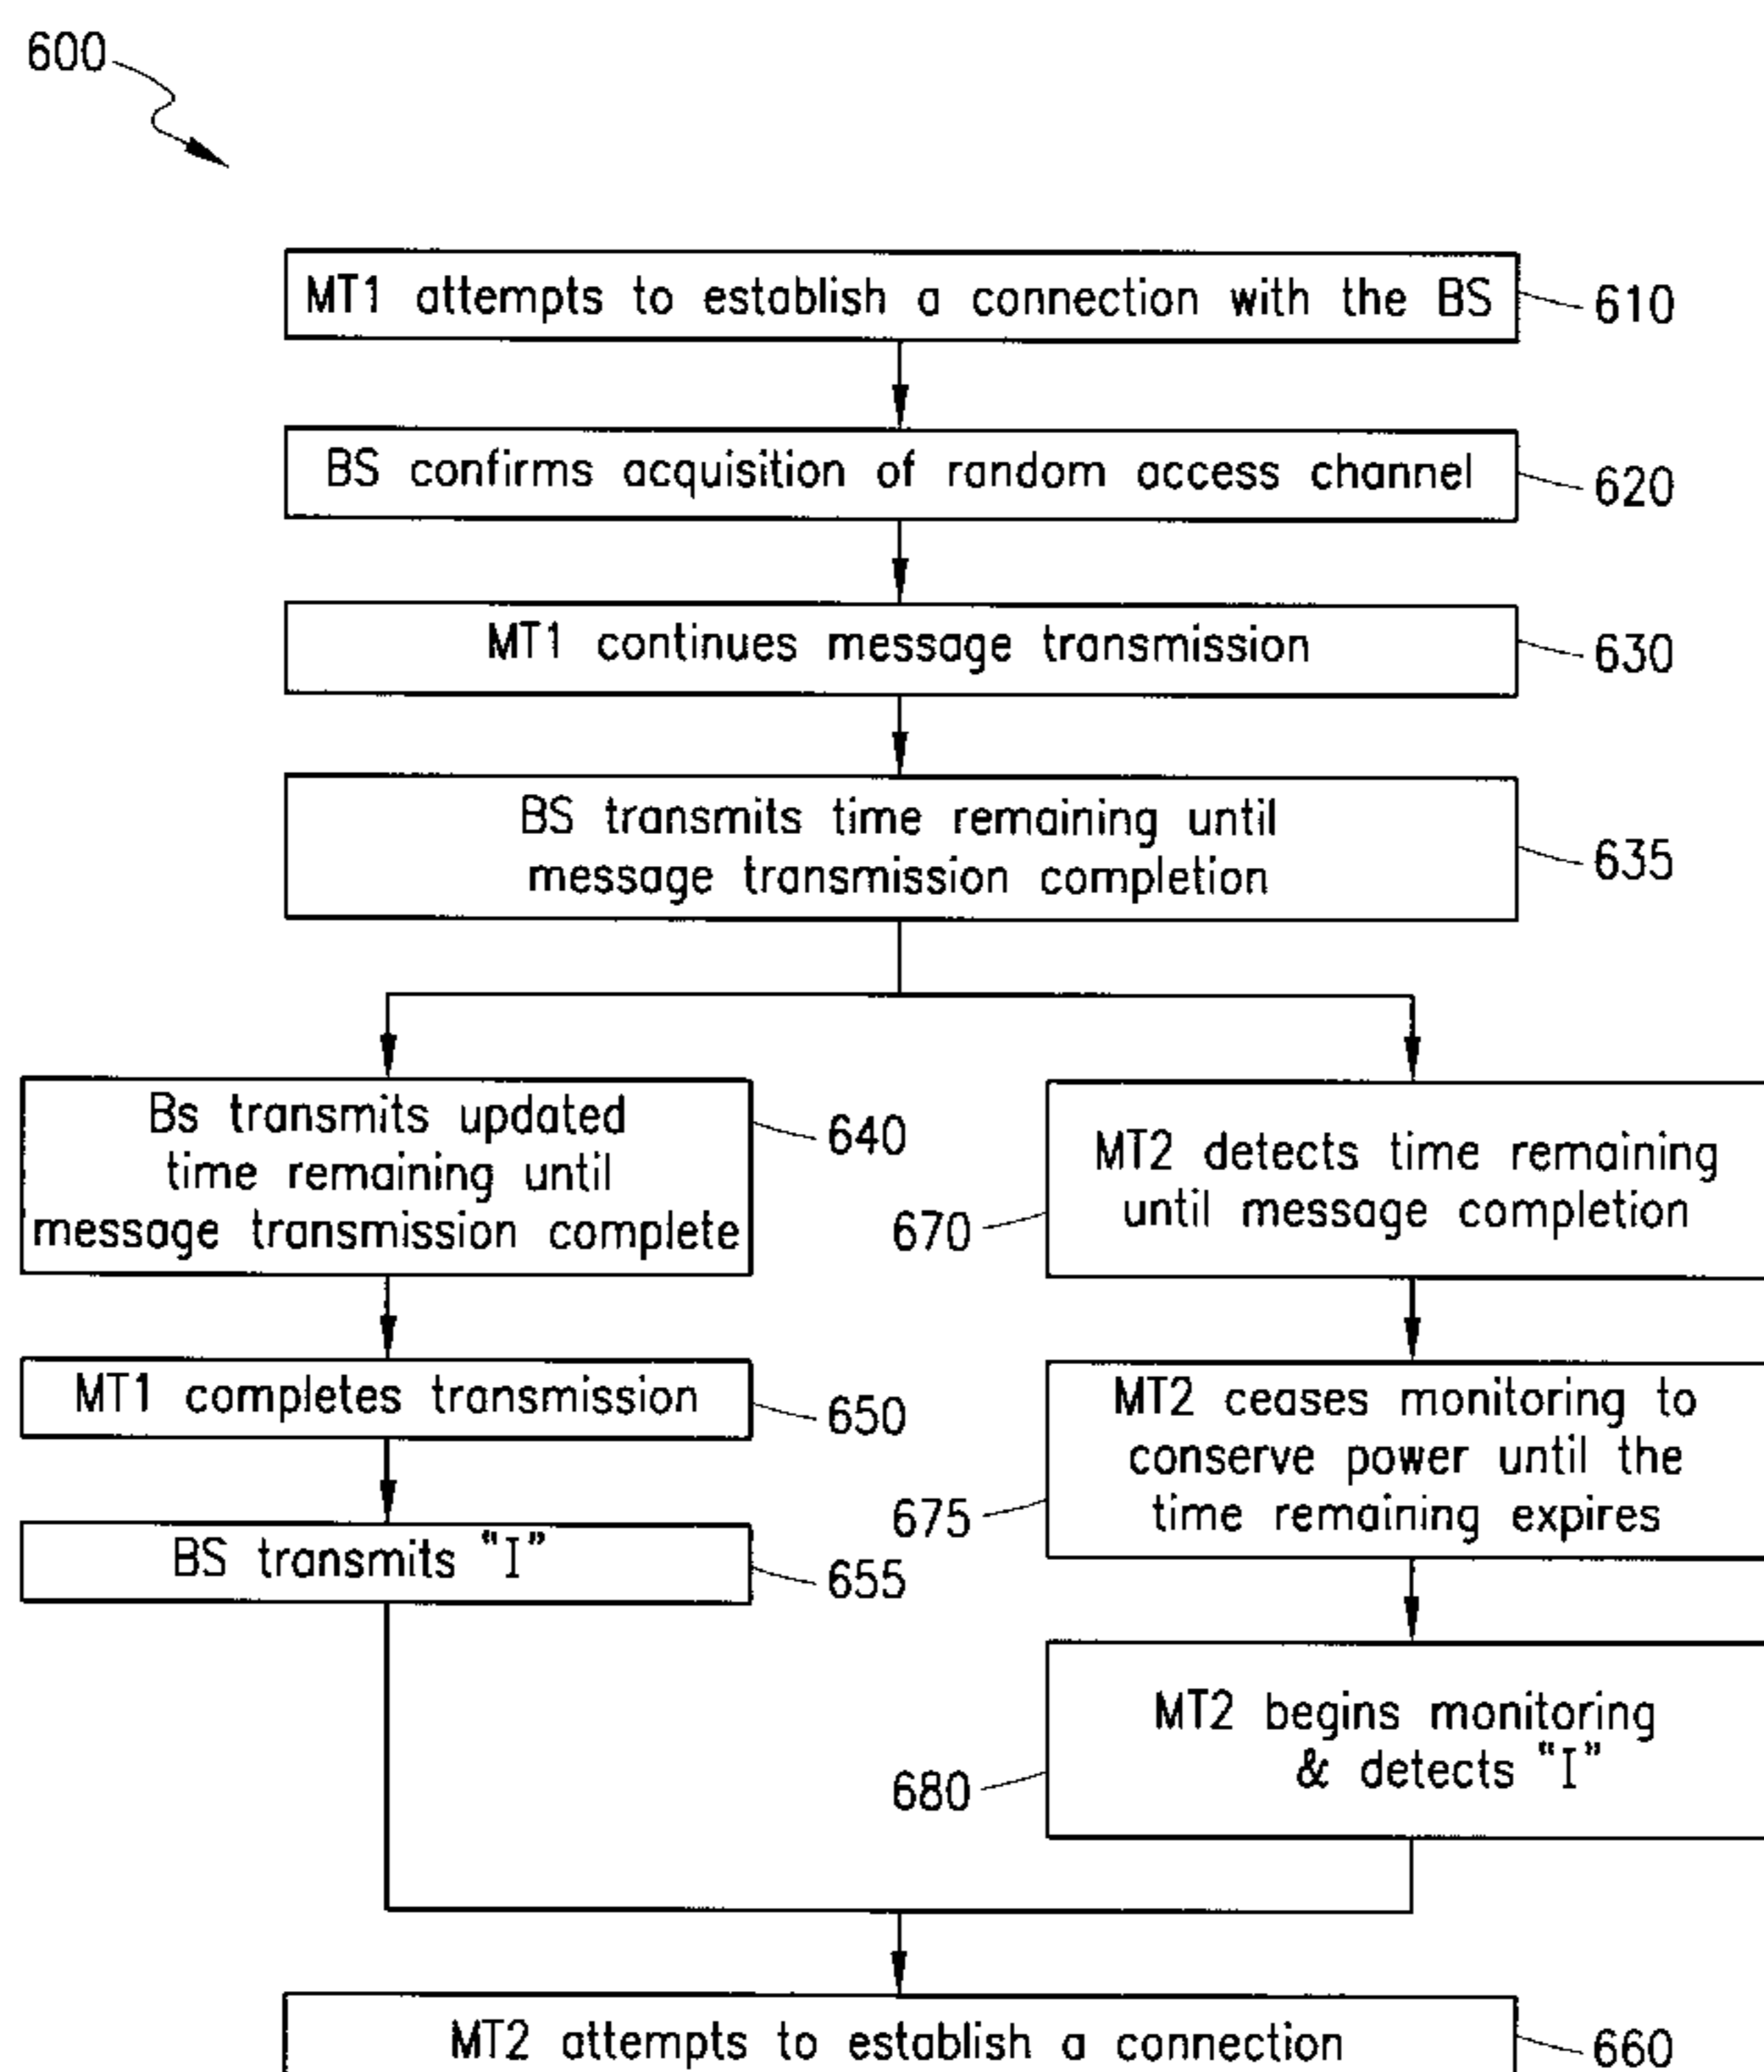 600
MT1 attempts to establish a connection with the BS
610
BS confirms acquisition of random access channel
620
MT1 continues message transmission
630
BS transmits time remaining until
message transmission completion
635
Bs transmits updated
time remaining until
message transmission complete
640
MT1 completes transmission
650
BS transmits "I"
655
MT2 detects time remaining
until message completion
670
MT2 ceases monitoring to
conserve power until the
time remaining expires
675
MT2 begins monitoring
& detects "I"
680
MT2 attempts to establish a connection
660